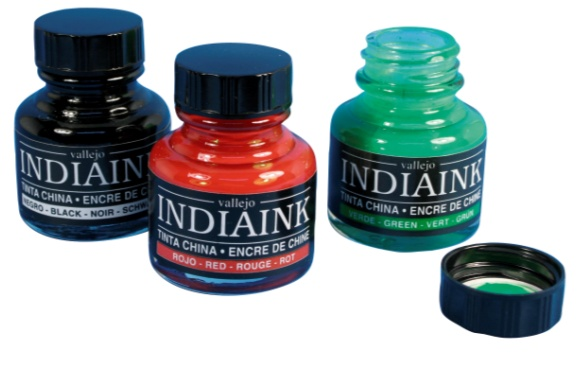 vallejo
INDIAINK
TINTA CHINA • ENCRE DE C
NEGRO - BLACK - NOIR - SCHW
vallejo
INDIAINK
TINTA CHINA • ENCRE DE CHINE
ROJO - RED - ROUGE - ROT
vallejo
INDIAINK
TINTA CHINA • ENCRE DE CHINE
VERDE - GREEN - VERT - GRÜN